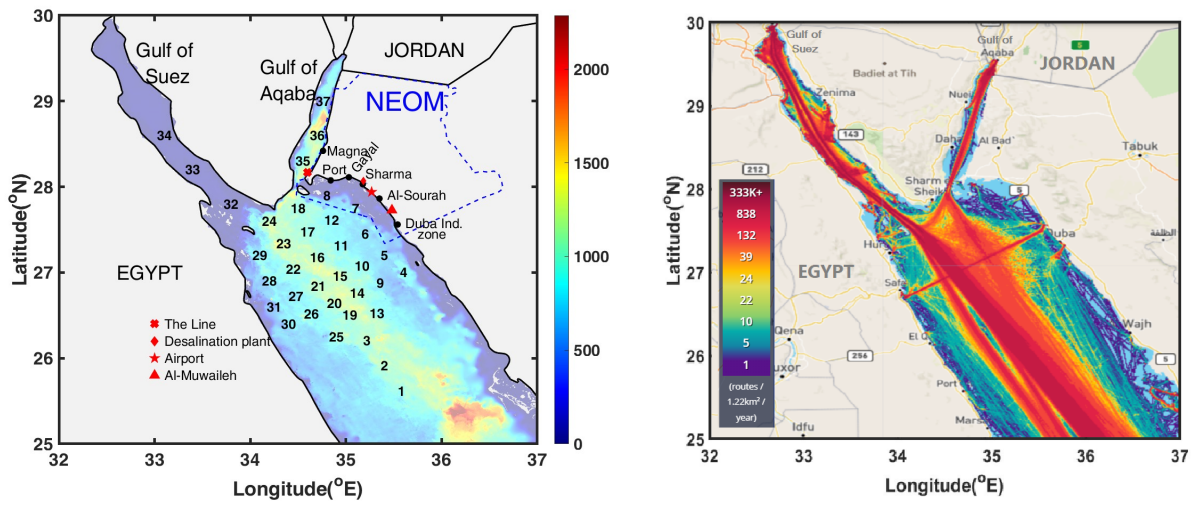 30
29
28
27
26
25
32
33
34
35
36
37
Latitude(°N)
Longitude(°E)
Gulf of
Suez
Gulf of
Aqaba
JORDAN
NEOM
EGYPT
Magna
Port
Gayal
Sharma
Al-Sourah
Duba Ind.
zone
37
36
35
34
33
32
8
7
18
12
24
17
6
23
11
29
16
5
10
4
22
15
28
21
9
14
27
20
31
26
19
13
30
25
3
2
1
The Line
Desalination plant
Airport
Al-Muwaileh
2000
1500
1000
500
0
30
29
28
27
26
25
32
33
34
35
36
37
Latitude(°N)
Longitude(°E)
Gulf of
Suez
Gulf of
Aqaba
5
JORDAN
Badiet at Tih
Zenima
Nuei
143
Dah
Al Bad'
Tabuk
212
Sharm
Sheik
5
Duba
Hur
EGYPT
Safa
Qena
El Q
Wajh
256
5
uxor
Port
Mars
Idfu
333K+
838
132
39
24
22
10
5
1
(routes /
1.22km² /
year)